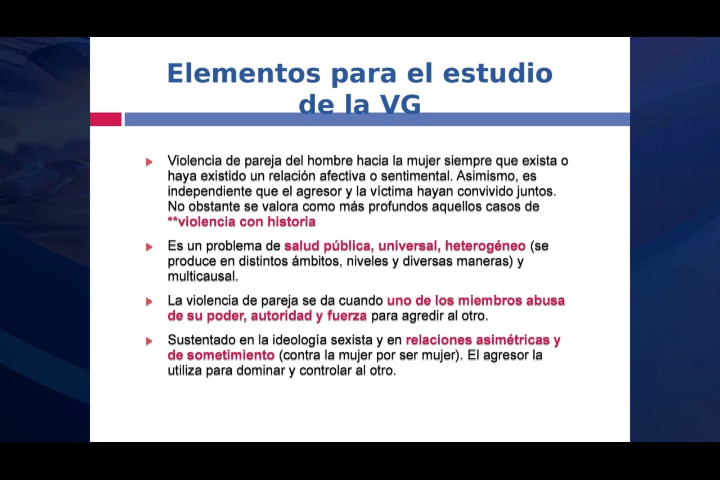 Elementos para el estudio
de la VG
Violencia de pareja del hombre hacia la mujer siempre que exista o
haya existido un relación afectiva o sentimental. Asimismo, es
independiente que el agresor y la víctima hayan convivido juntos.
No obstante se valora como más profundos aquellos casos de
**violencia con historia
Es un problema de salud pública, universal, heterogéneo (se
produce en distintos ámbitos, niveles y diversas maneras) y
multicausal.
La violencia de pareja se da cuando uno de los miembros abusa
de su poder, autoridad y fuerza para agredir al otro.
Sustentado en la ideología sexista y en relaciones asimétricas y
de sometimiento (contra la mujer por ser mujer). El agresor la
utiliza para dominar y controlar al otro.